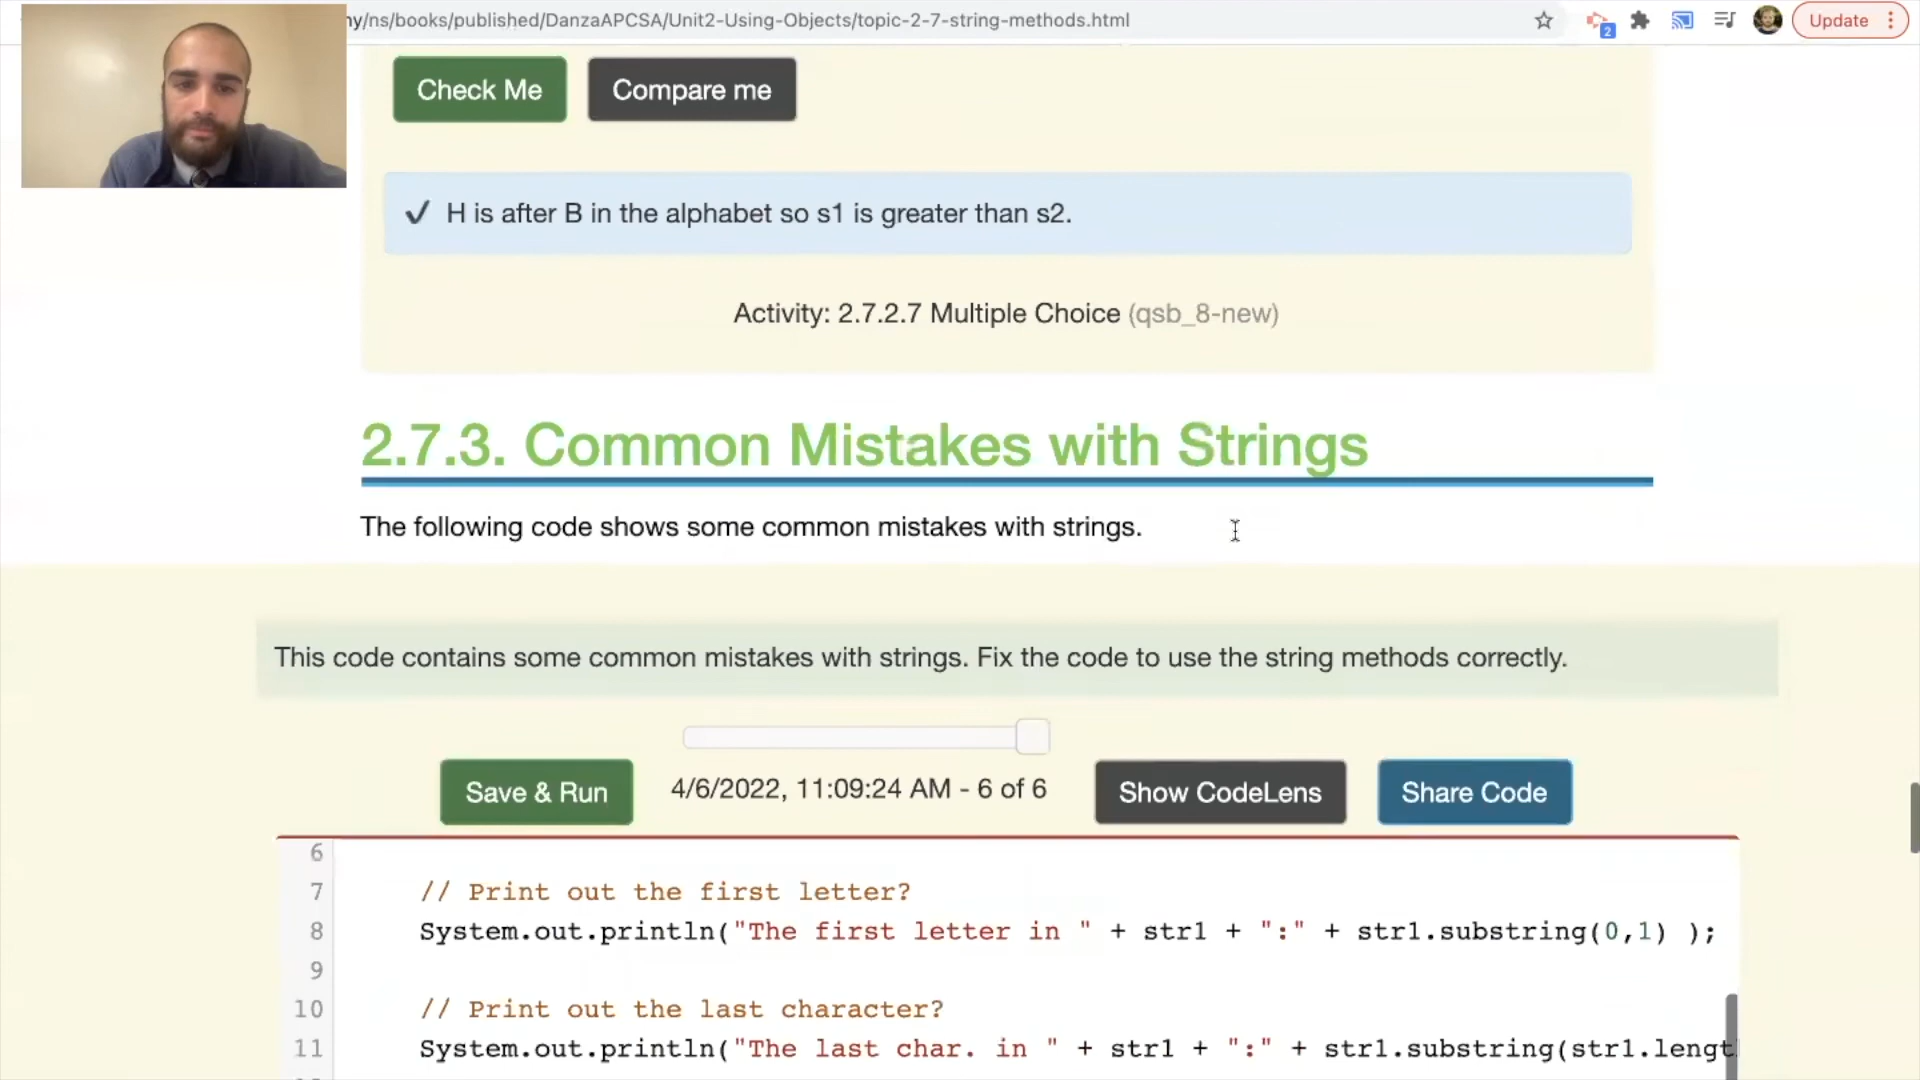 ny/ns/books/published/DanzaAPCSA/Unit2-Using-Objects/topic-2-7-string-methods.html
2
Update
Check Me
Compare me
✓ H is after B in the alphabet so s1 is greater than s2.
Activity: 2.7.2.7 Multiple Choice (qsb_8-new)
2.7.3. Common Mistakes with Strings
The following code shows some common mistakes with strings.
This code contains some common mistakes with strings. Fix the code to use the string methods correctly.
Save & Run
4/6/2022, 11:09:24 AM - 6 of 6
Show CodeLens
Share Code
6
7 // Print out the first letter?
8 System.out.println("The first letter in " + str1 + ":" + str1.substring(0,1) );
9
10 // Print out the last character?
11 System.out.println("The last char. in " + str1 + ":" + str1.substring(str1.lengt